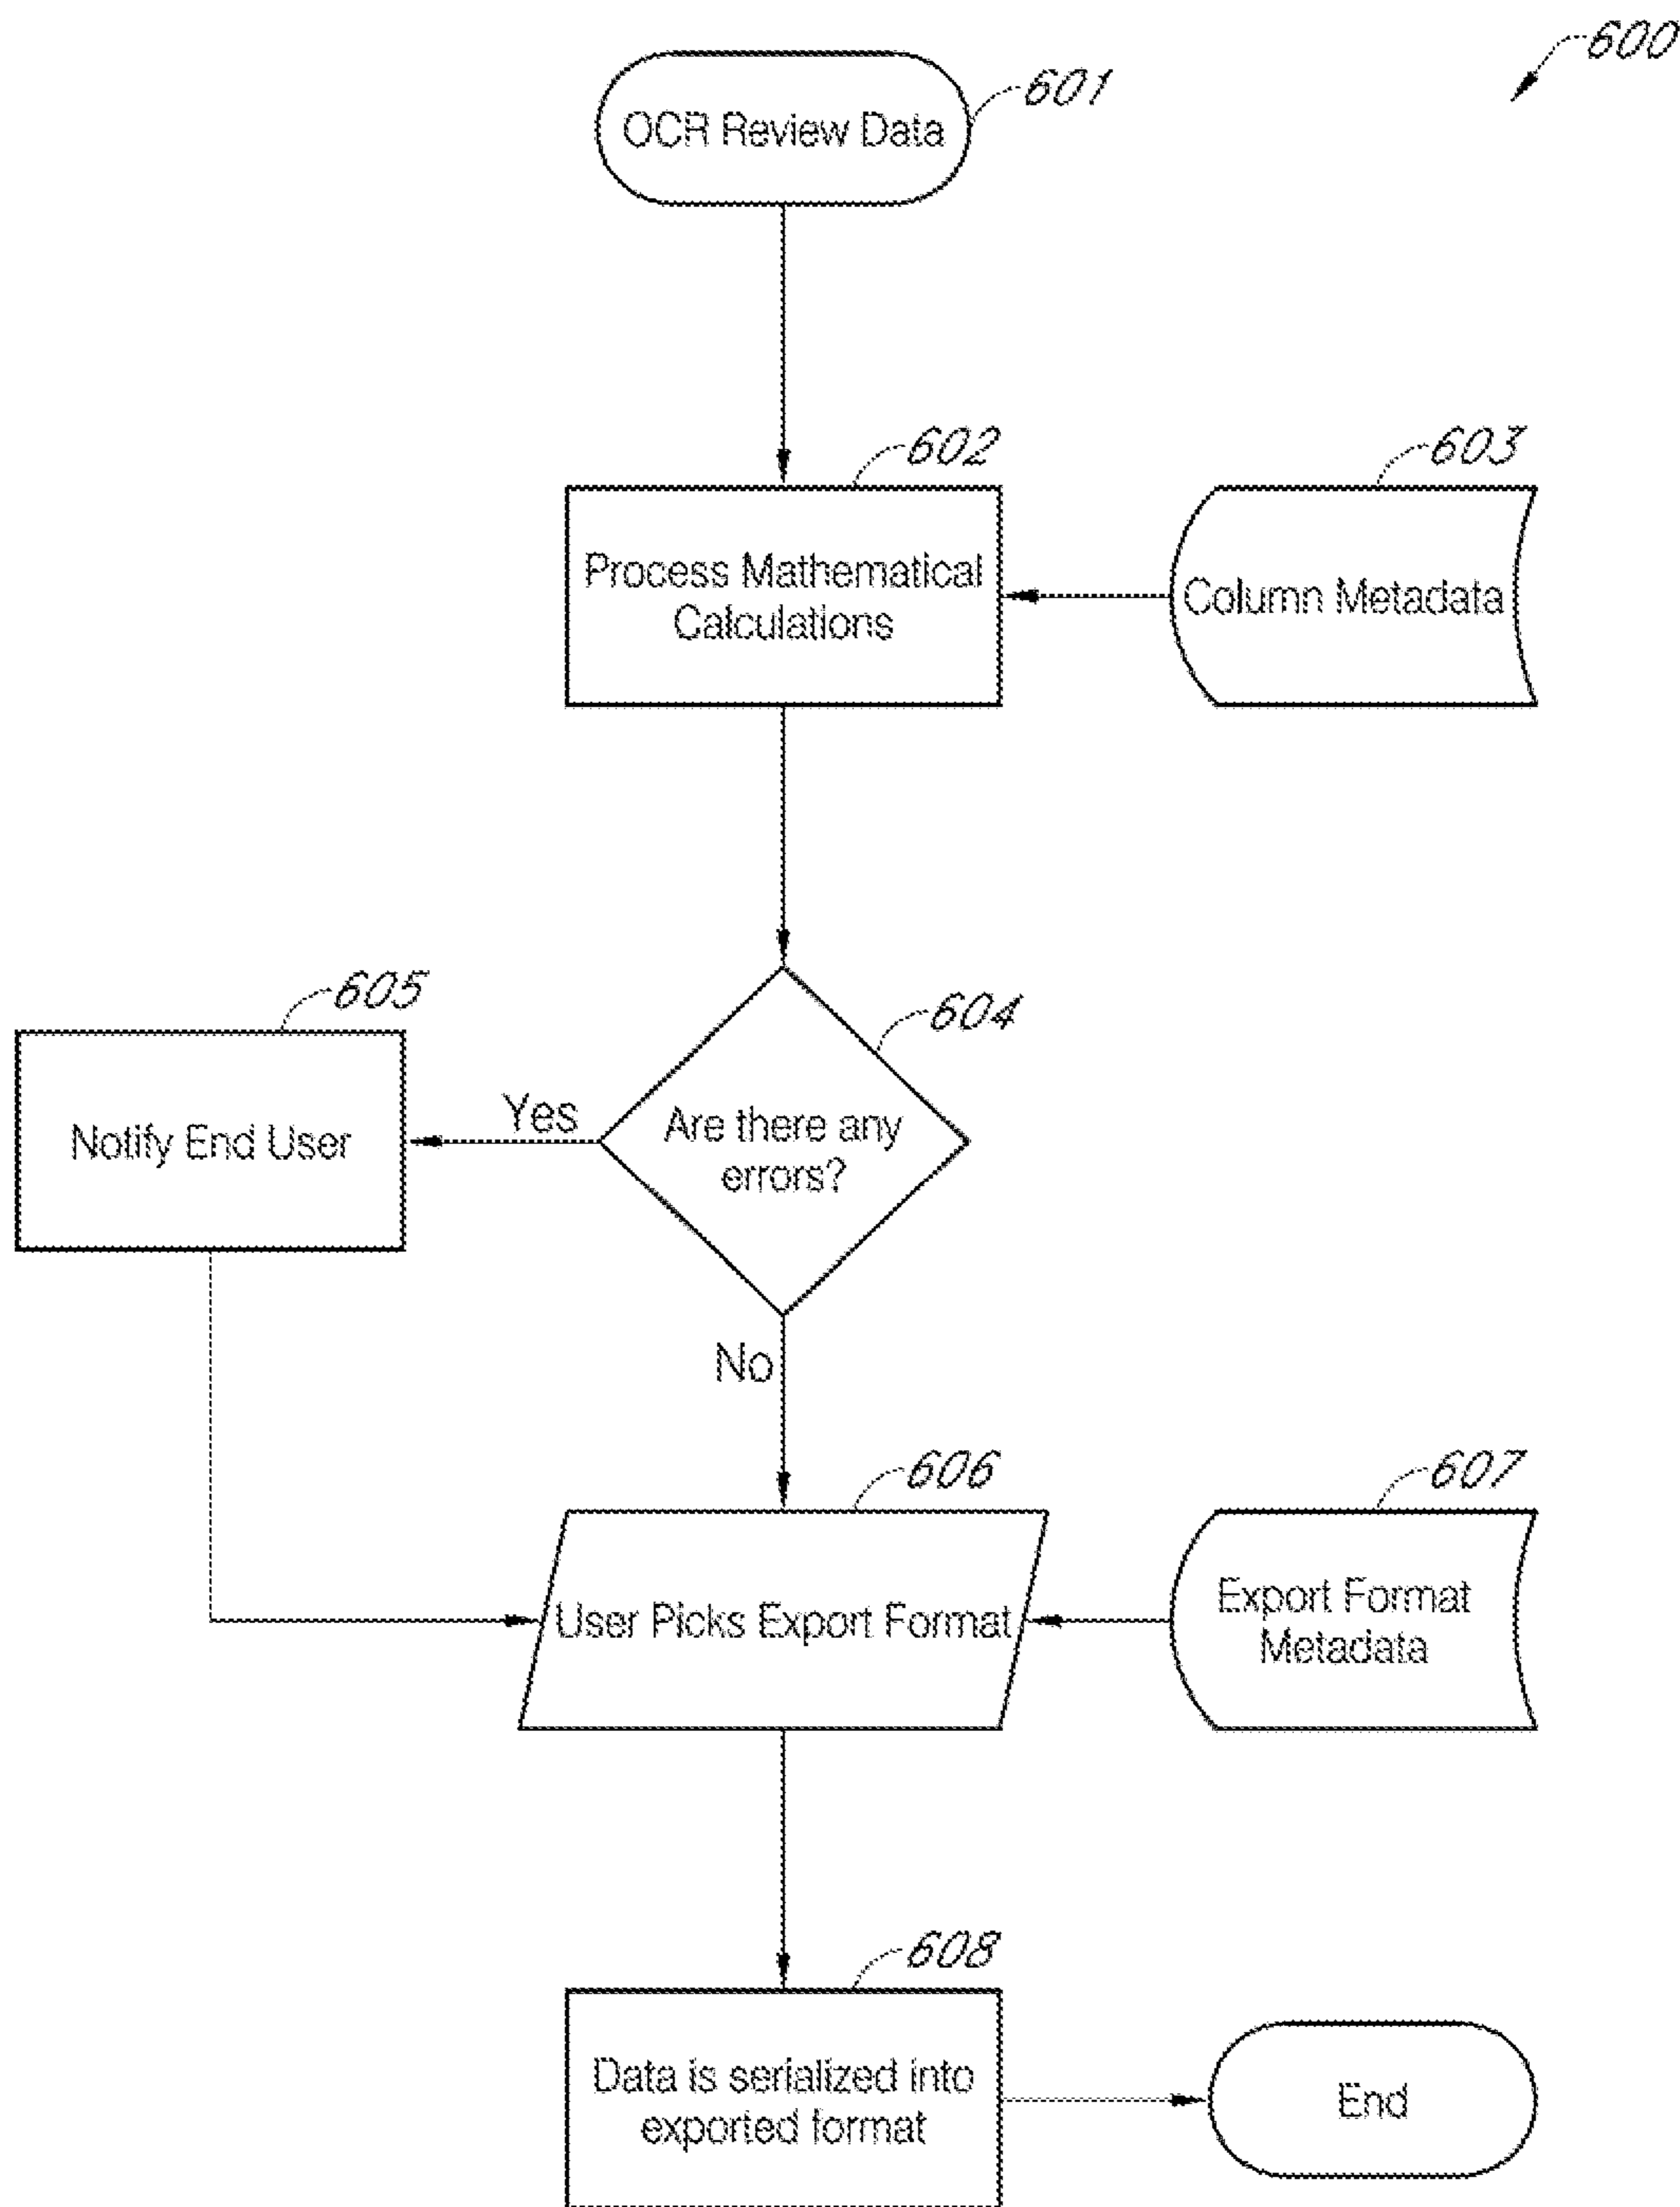 600
601
OCR Review Data
602
603
Process Mathematical
Calculations
Column Metadata
605
604
Notify End User
Yes
Are there any
errors?
No
606
607
User Picks Export Format
Export Format
Metadata
608
Data is serialized into
exported format
End